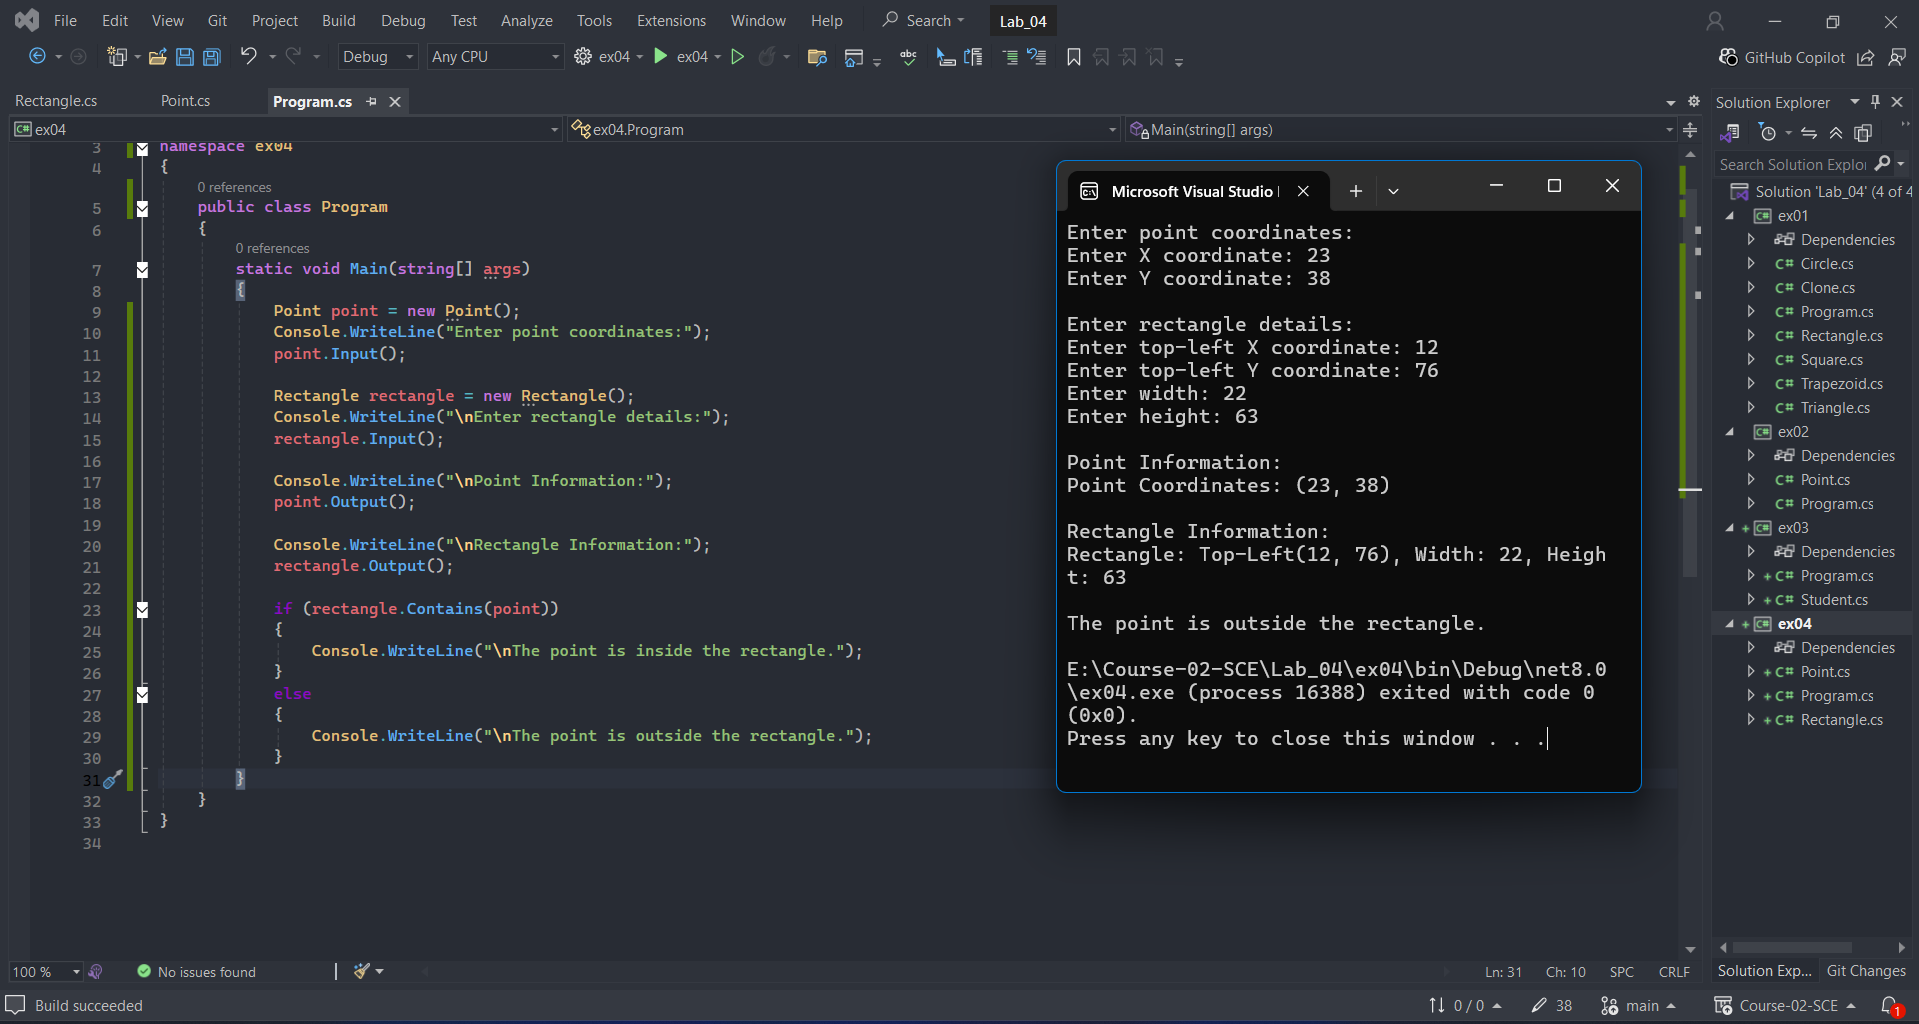 File Edit View Git Project Build Debug Test Analyze Tools Extensions Window Help Search Lab_04
Debug Any CPU ex04 ex04 GitHub Copilot
Rectangle.cs Point.cs Program.cs
ex04 ex04.Program Main(string[] args)
3 namespace ex04
4 {
0 references
5 public class Program
6 {
0 references
7 static void Main(string[] args)
8 {
9 Point point = new Point();
10 Console.WriteLine("Enter point coordinates:");
11 point.Input();
12
13 Rectangle rectangle = new Rectangle();
14 Console.WriteLine("\nEnter rectangle details:");
15 rectangle.Input();
16
17 Console.WriteLine("\nPoint Information:");
18 point.Output();
19
20 Console.WriteLine("\nRectangle Information:");
21 rectangle.Output();
22
23 if (rectangle.Contains(point))
24 {
25 Console.WriteLine("\nThe point is inside the rectangle.");
26 }
27 else
28 {
29 Console.WriteLine("\nThe point is outside the rectangle.");
30 }
31 }
32 }
33 }
34
Microsoft Visual Studio
Enter point coordinates:
Enter X coordinate: 23
Enter Y coordinate: 38
Enter rectangle details:
Enter top-left X coordinate: 12
Enter top-left Y coordinate: 76
Enter width: 22
Enter height: 63
Point Information:
Point Coordinates: (23, 38)
Rectangle Information:
Rectangle: Top-Left(12, 76), Width: 22, Heigh
t: 63
The point is outside the rectangle.
E:\Course-02-SCE\Lab_04\ex04\bin\Debug\net8.0
\ex04.exe (process 16388) exited with code 0
(0x0).
Press any key to close this window . . .
Solution Explorer
Search Solution Explo
Solution 'Lab_04' (4 of 4
ex01
Dependencies
C# Circle.cs
C# Clone.cs
C# Program.cs
C# Rectangle.cs
C# Square.cs
C# Trapezoid.cs
C# Triangle.cs
ex02
Dependencies
C# Point.cs
C# Program.cs
+ ex03
Dependencies
+ C# Program.cs
+ C# Student.cs
+ ex04
Dependencies
+ C# Point.cs
+ C# Program.cs
+ C# Rectangle.cs
100 % No issues found Ln: 31 Ch: 10 SPC CRLF
Solution Exp... Git Changes
Build succeeded 0 / 0 38 main Course-02-SCE 1